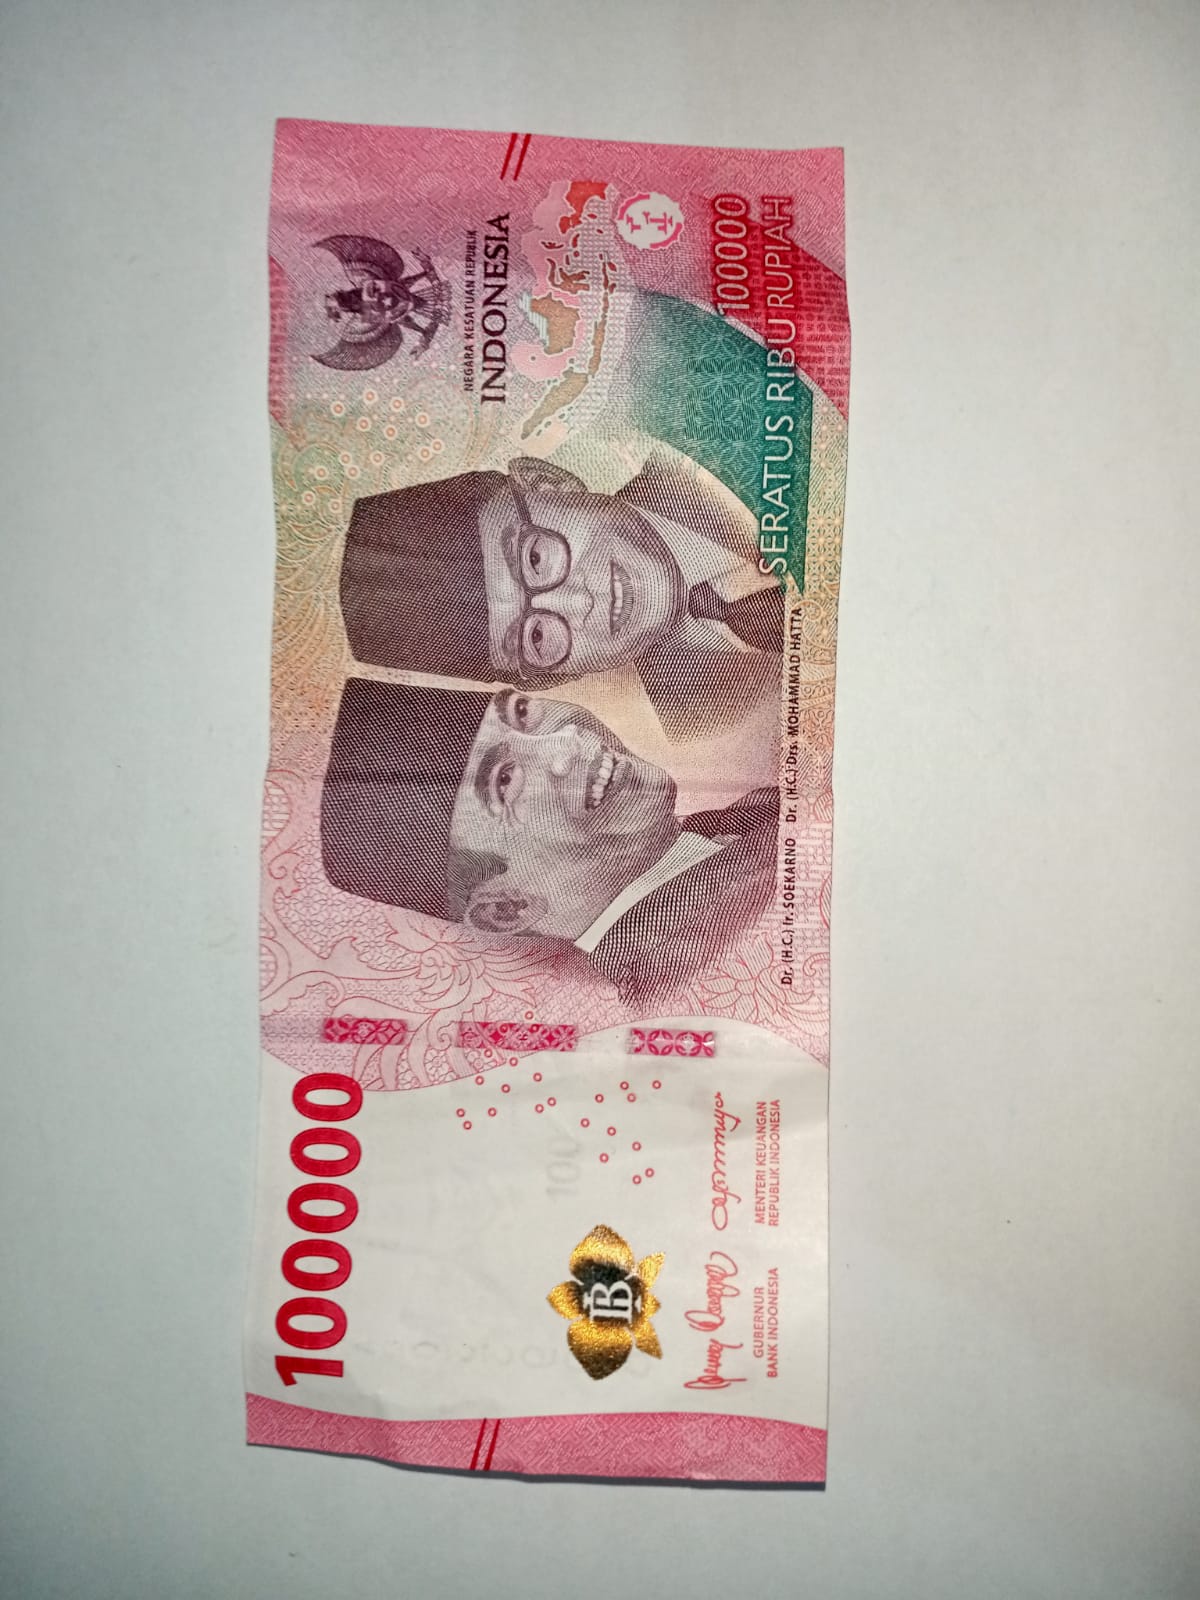 100000
NEGARA KESATUAN REPUBLIK
INDONESIA
100
GUBERNUR
BANK INDONESIA
MENTERI KEUANGAN
REPUBLIK INDONESIA
Dr. (H.C.) Ir. SOEKARNO
Dr. (H.C.) Drs. MOHAMMAD HATTA
100000
SERATUS RIBU RUPIAH